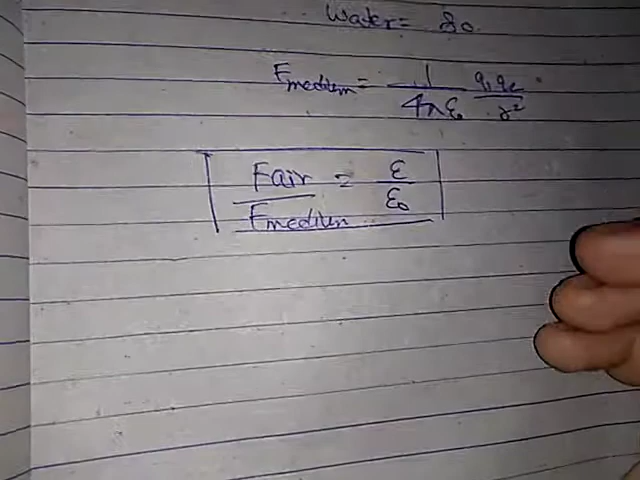 Water = 80
Fmedium = 1/4πε₀ q₁q₂/r²
Fair/Fmedium = ε/ε₀